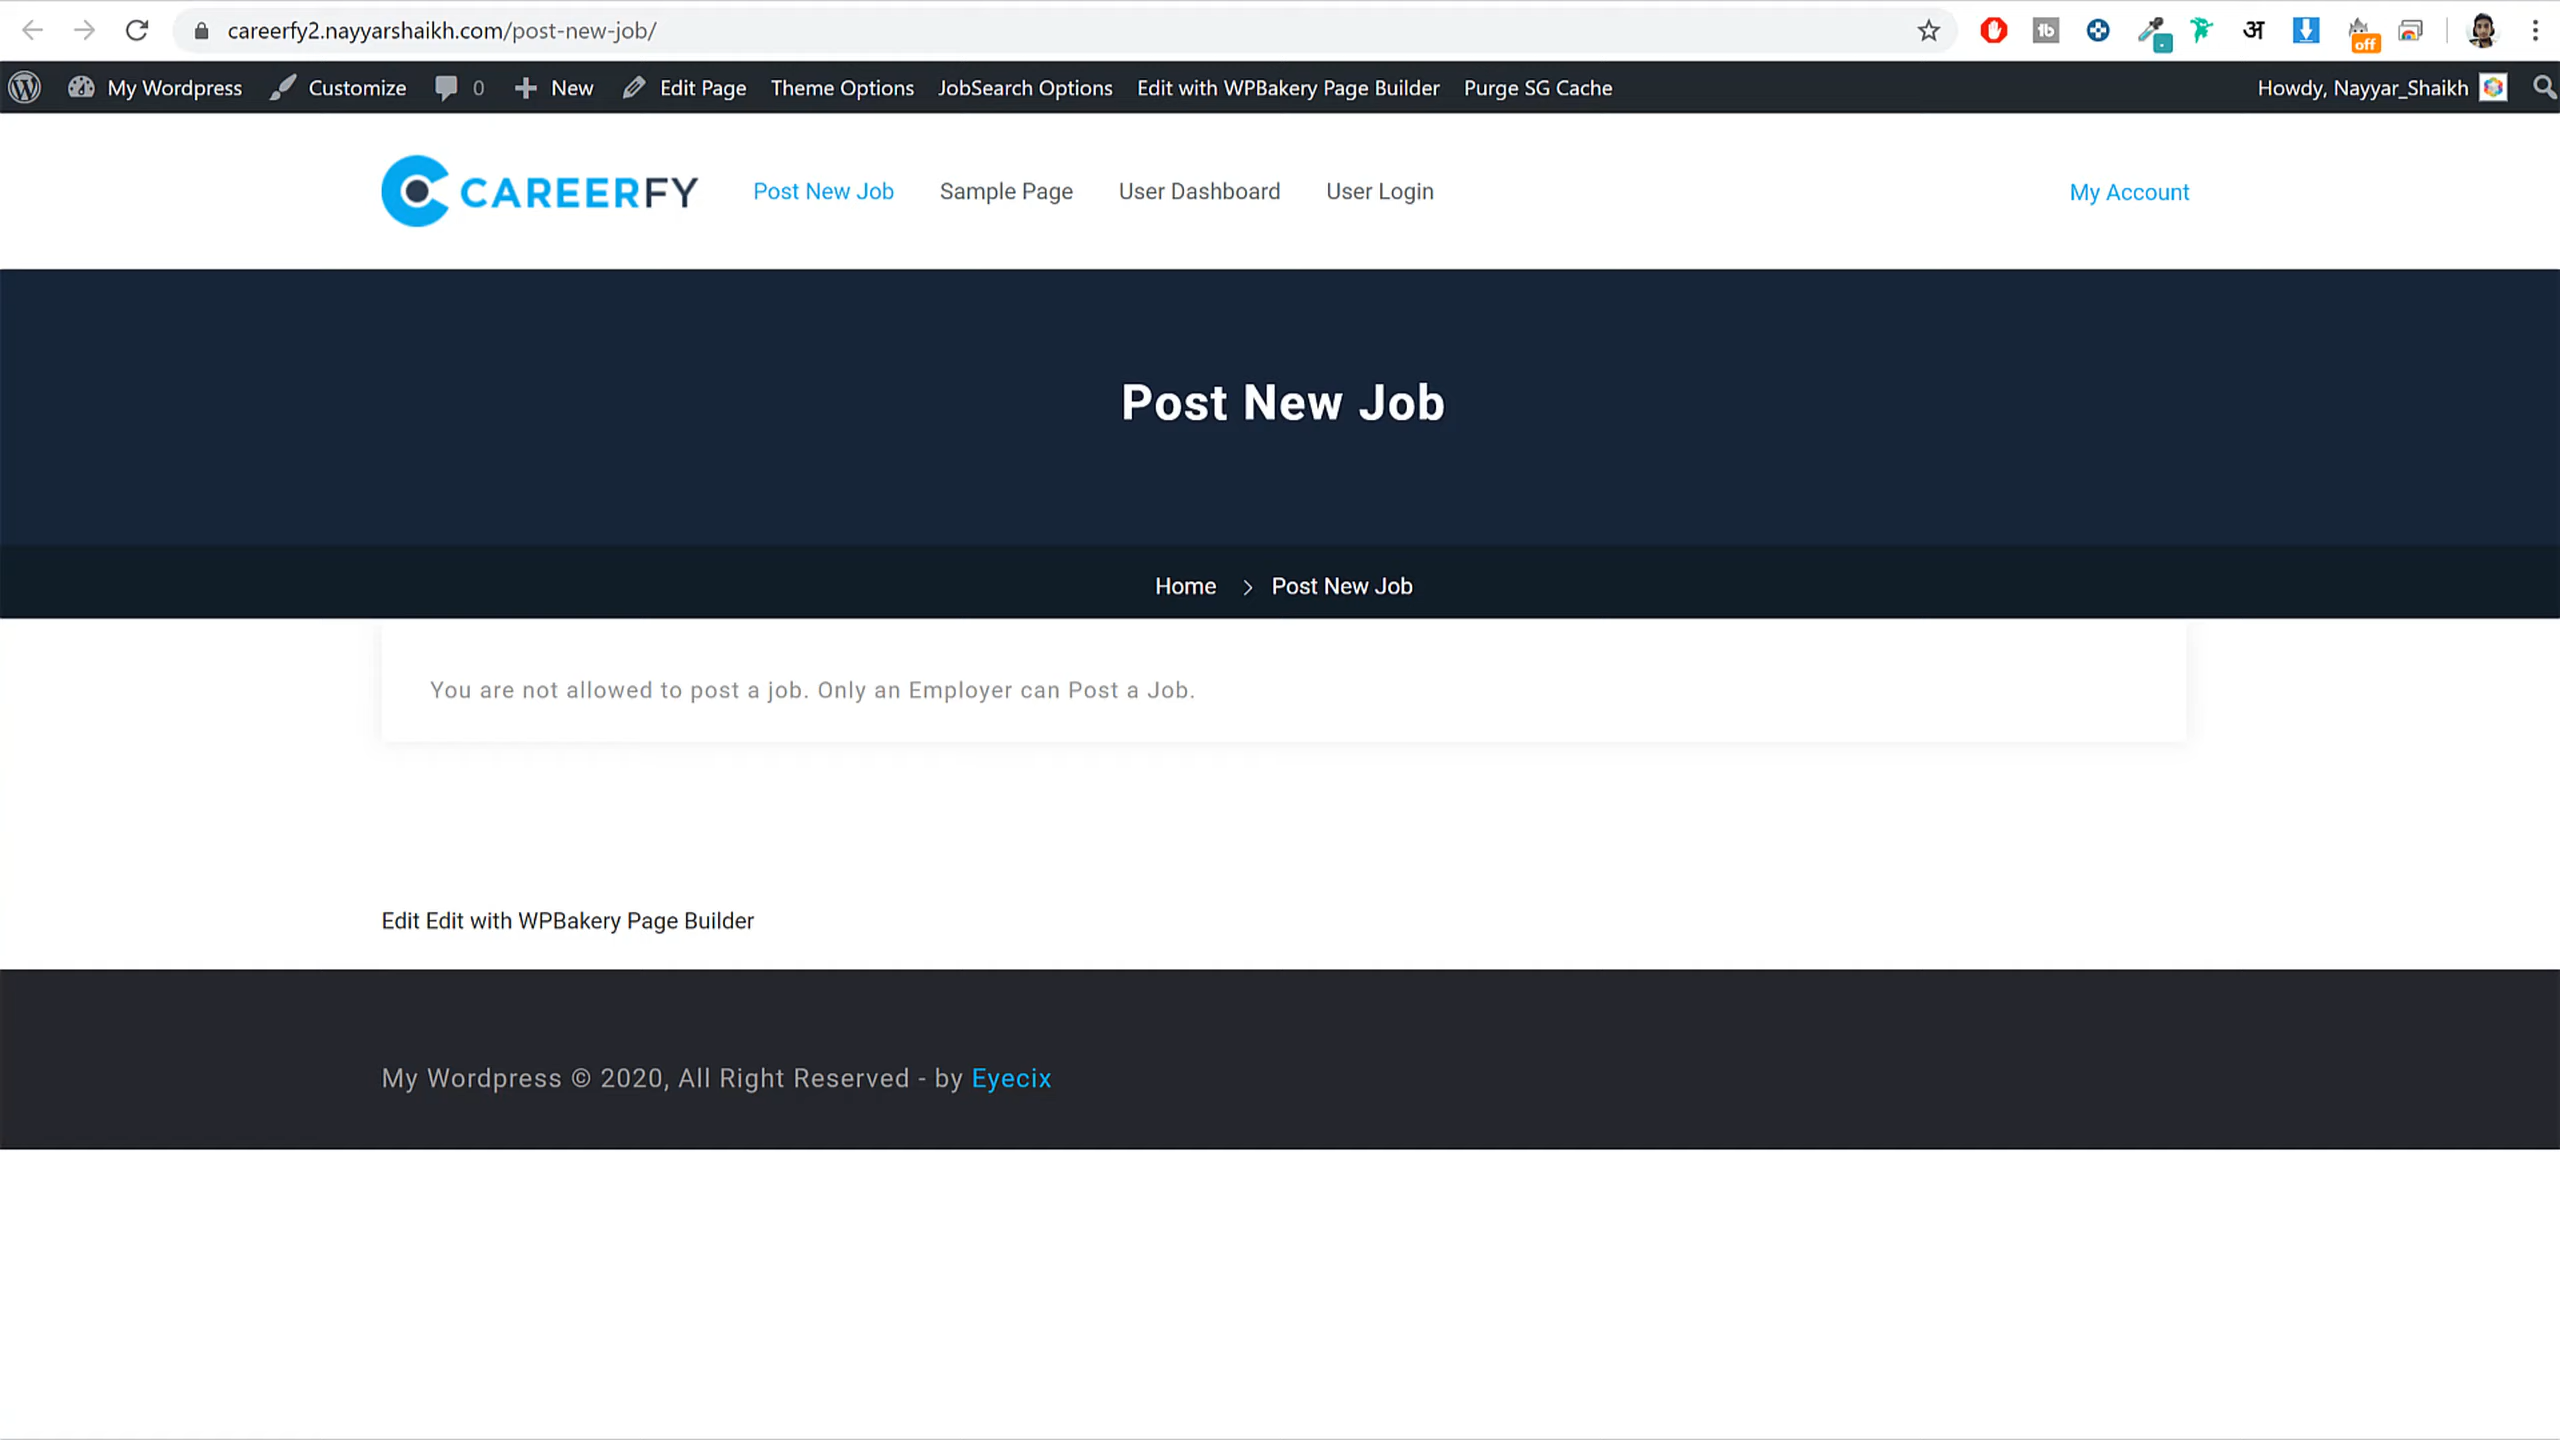 careerfy2.nayyarshaikh.com/post-new-job/
अ
off
My Wordpress Customize 0 New Edit Page Theme Options JobSearch Options Edit with WPBakery Page Builder Purge SG Cache Howdy, Nayyar_Shaikh
CAREERFY Post New Job Sample Page User Dashboard User Login My Account
Post New Job
Home > Post New Job
You are not allowed to post a job. Only an Employer can Post a Job.
Edit Edit with WPBakery Page Builder
My Wordpress © 2020, All Right Reserved - by Eyecix